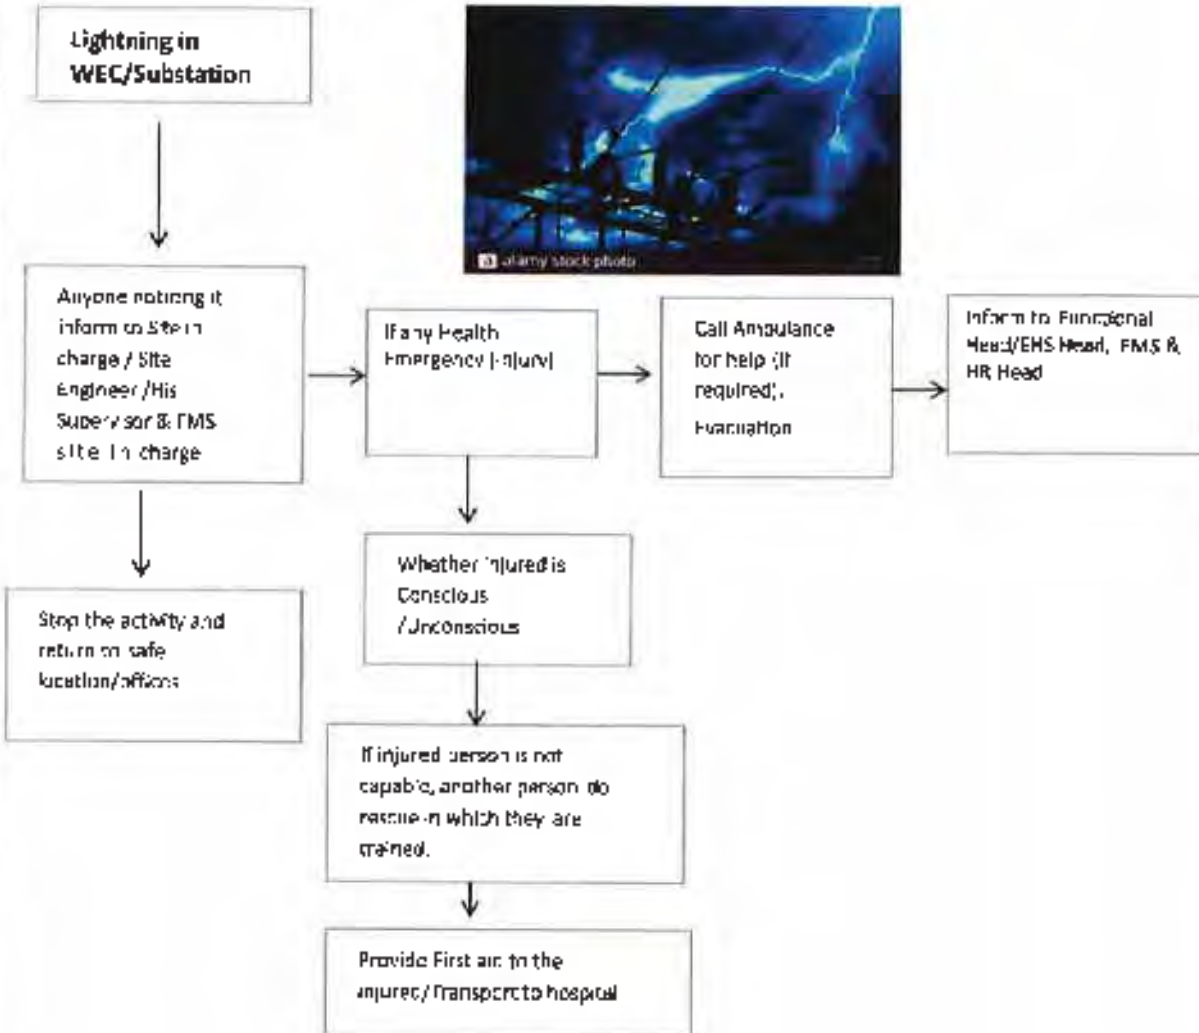 Lightning in
WEC/Substation
alamy stock photo
Anyone noticing it
inform to Site in
charge / Site
Engineer /His
Supervisor & FMS
site in charge
If any Health
Emergency (Injury)
Call Ambulance
for help (if
required).
Evacuation
Inform to Functional
Head/EHS Head, FMS &
HR Head
Stop the activity and
return to safe
location/offices
Whether injured is
Conscious
/Unconscious
If injured person is not
capable, another person do
rescue in which they are
trained.
Provide First aid to the
injured/Transport to hospital